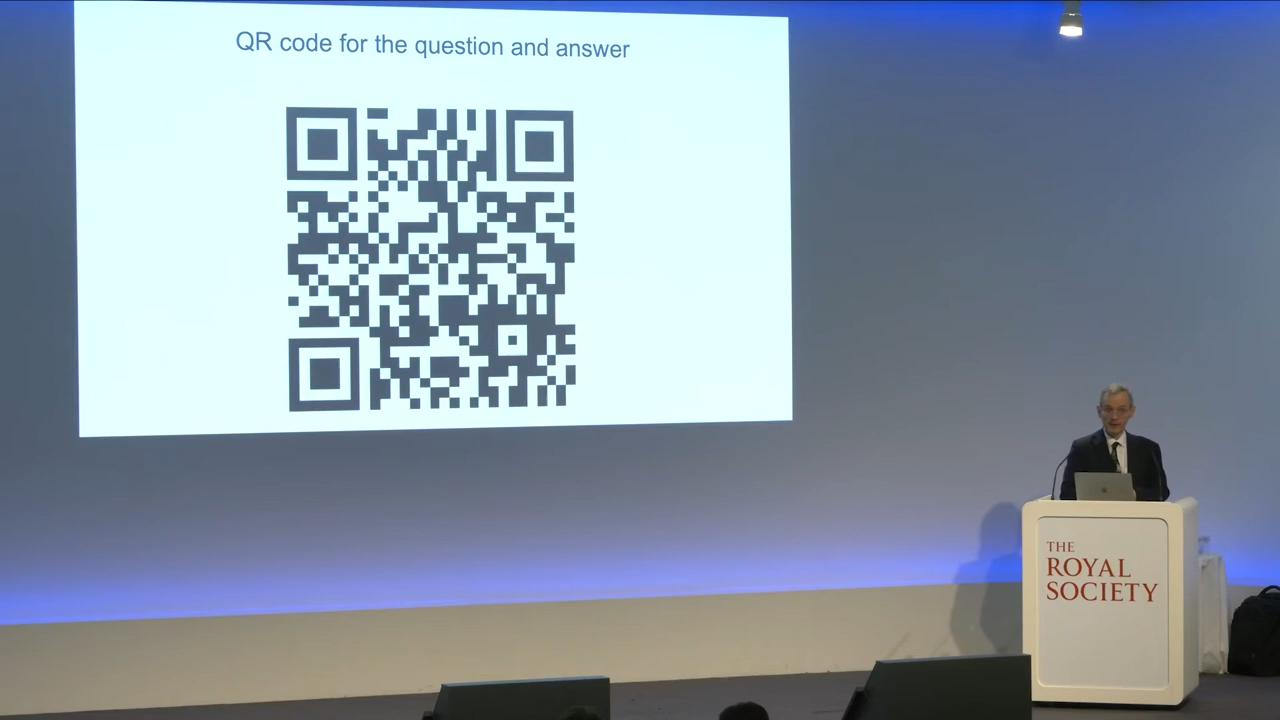 QR code for the question and answer
THE
ROYAL
SOCIETY